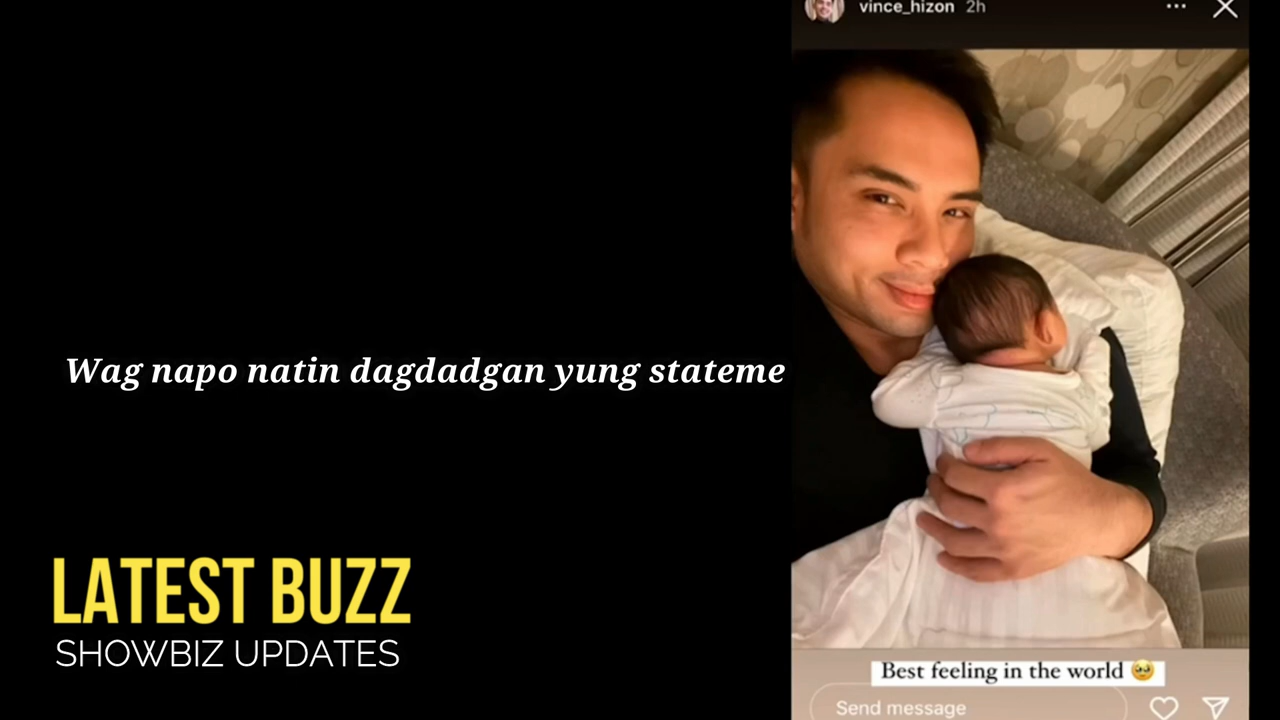 vince_hizon 2h
Wag napo natin dagdadgan yung stateme
LATEST BUZZ
SHOWBIZ UPDATES
Best feeling in the world 🥹
Send message